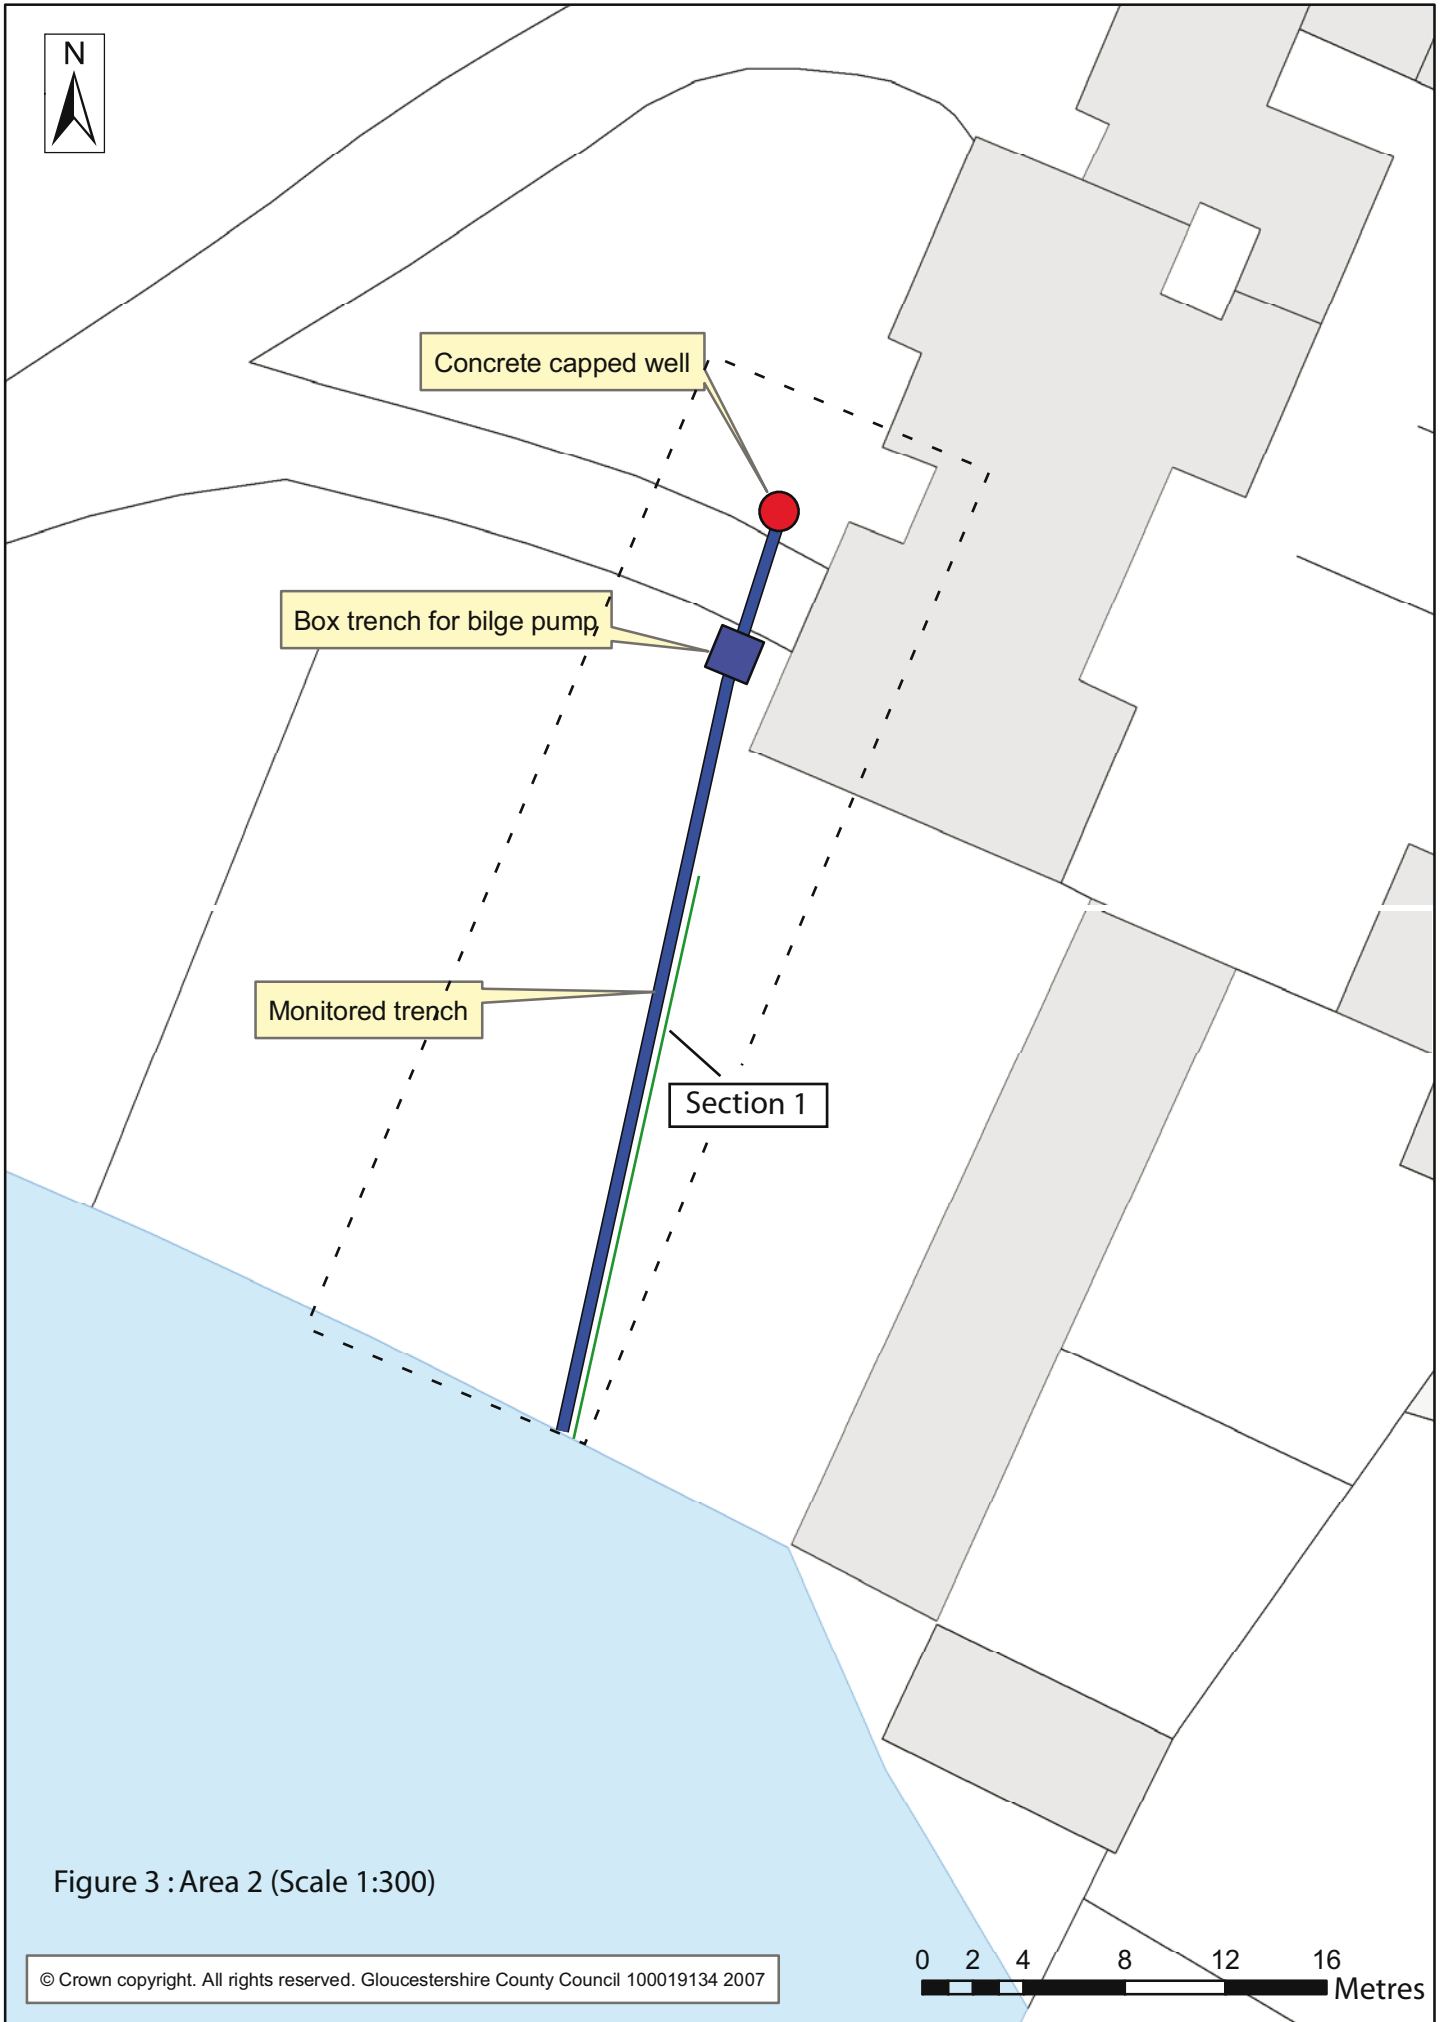 N
Concrete capped well
Box trench for bilge pump
Monitored trench
Section 1
Figure 3 : Area 2 (Scale 1:300)
© Crown copyright. All rights reserved. Gloucestershire County Council 100019134 2007
0 2 4 8 12 16
Metres